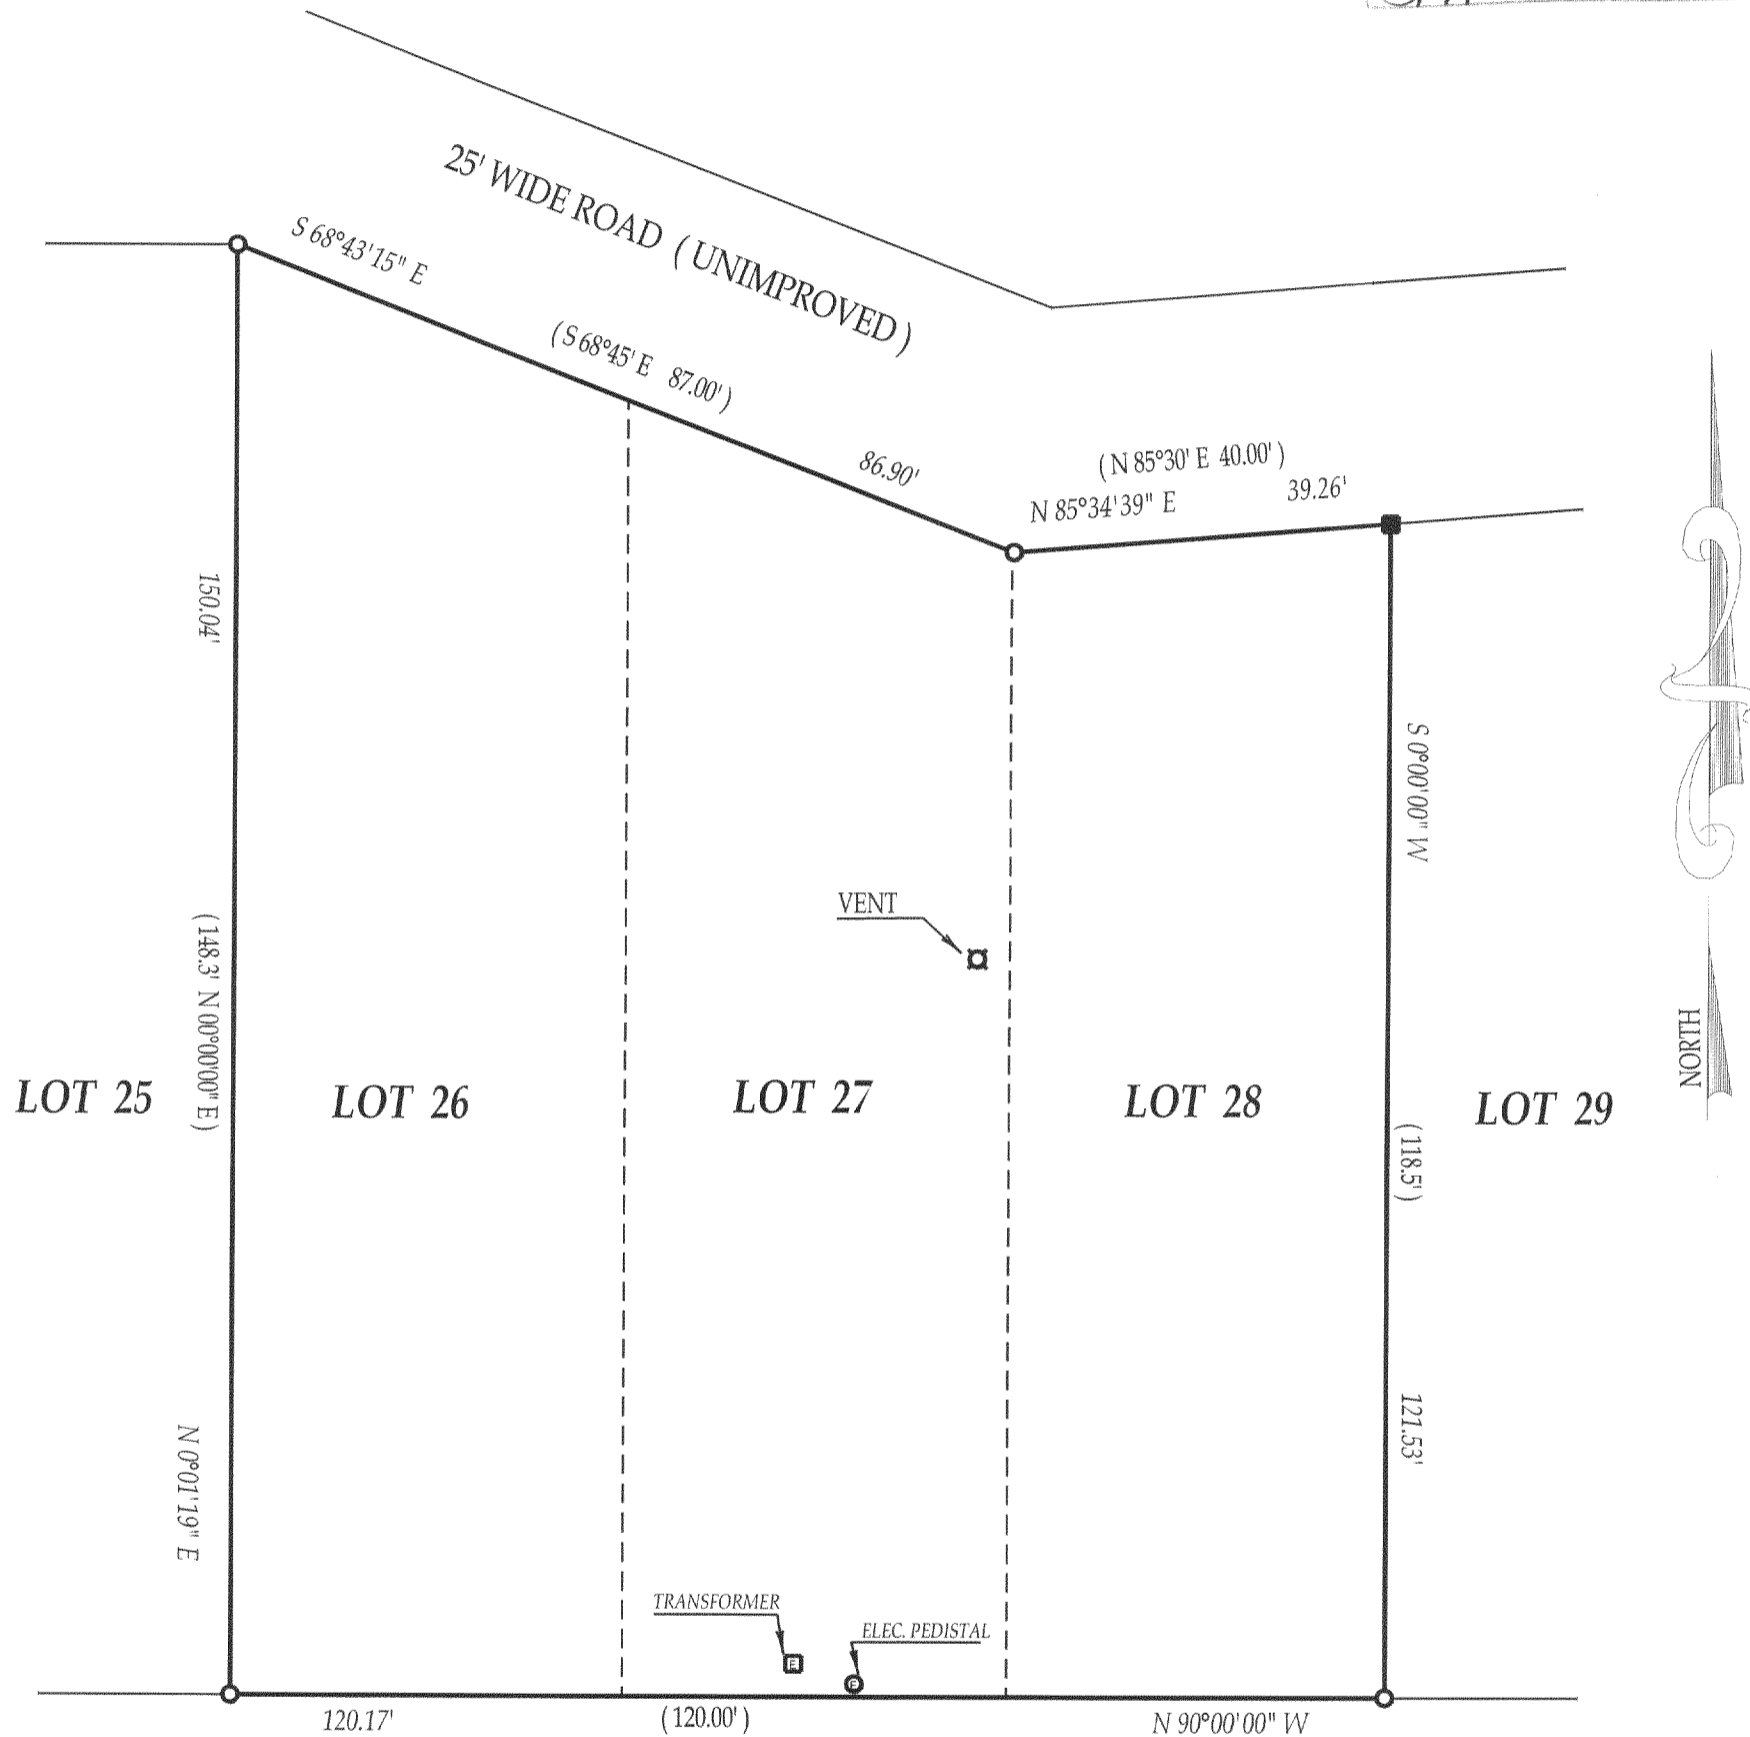 25' WIDE ROAD ( UNIMPROVED )
S 68°43'15" E
( S 68°45' E 87.00' )
86.90'
( N 85°30' E 40.00' )
N 85°34'39" E 39.26'
150.04'
( 148.3' N 00°00'00" E )
N 0°01'19" E
S 0°00'00" W
( 118.5' )
121.53'
VENT
NORTH
LOT 25
LOT 26
LOT 27
LOT 28
LOT 29
TRANSFORMER
E
ELEC. PEDISTAL
E
120.17'
( 120.00' )
N 90°00'00" W